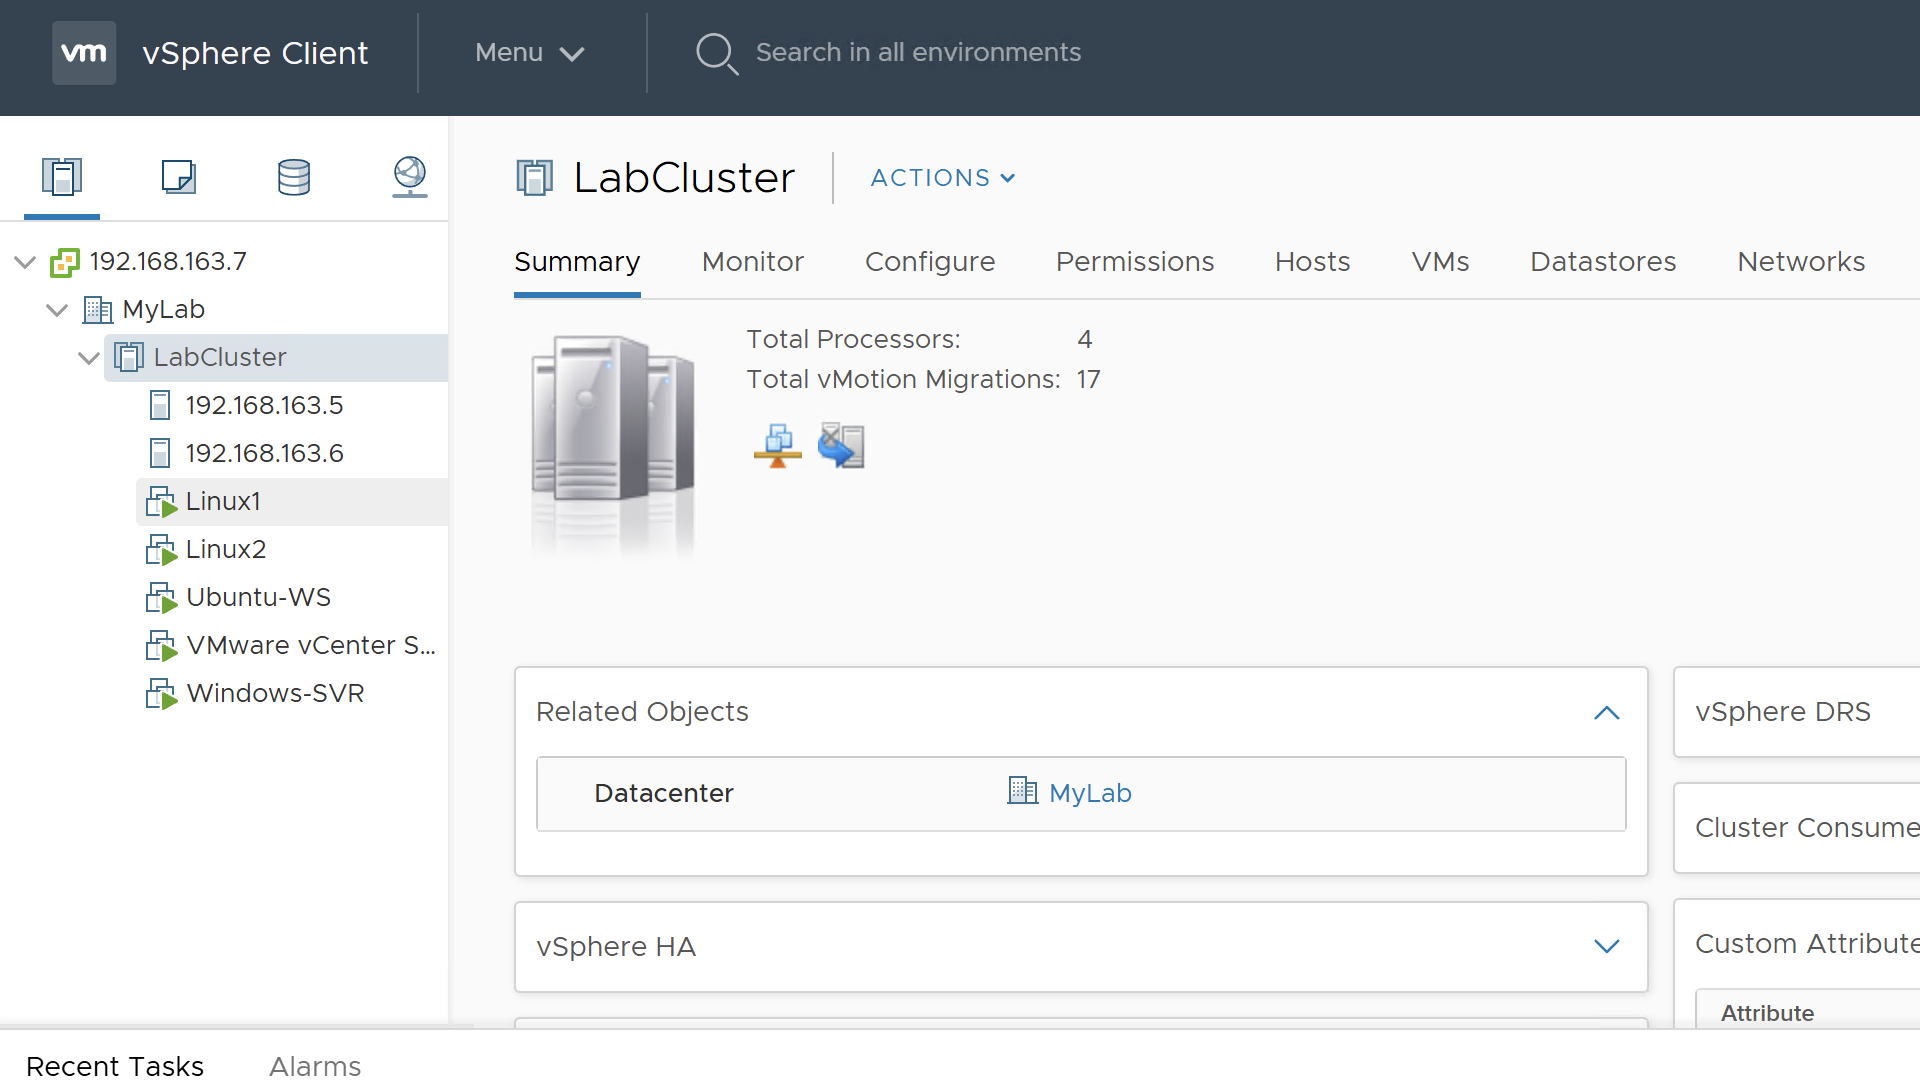 vm vSphere Client Menu Search in all environments
LabCluster ACTIONS
Summary Monitor Configure Permissions Hosts VMs Datastores Networks
192.168.163.7
MyLab
LabCluster
192.168.163.5
192.168.163.6
Linux1
Linux2
Ubuntu-WS
VMware vCenter S...
Windows-SVR
Total Processors: 4
Total vMotion Migrations: 17
Related Objects
Datacenter MyLab
vSphere HA
vSphere DRS
Cluster Consume
Custom Attribute
Attribute
Recent Tasks Alarms